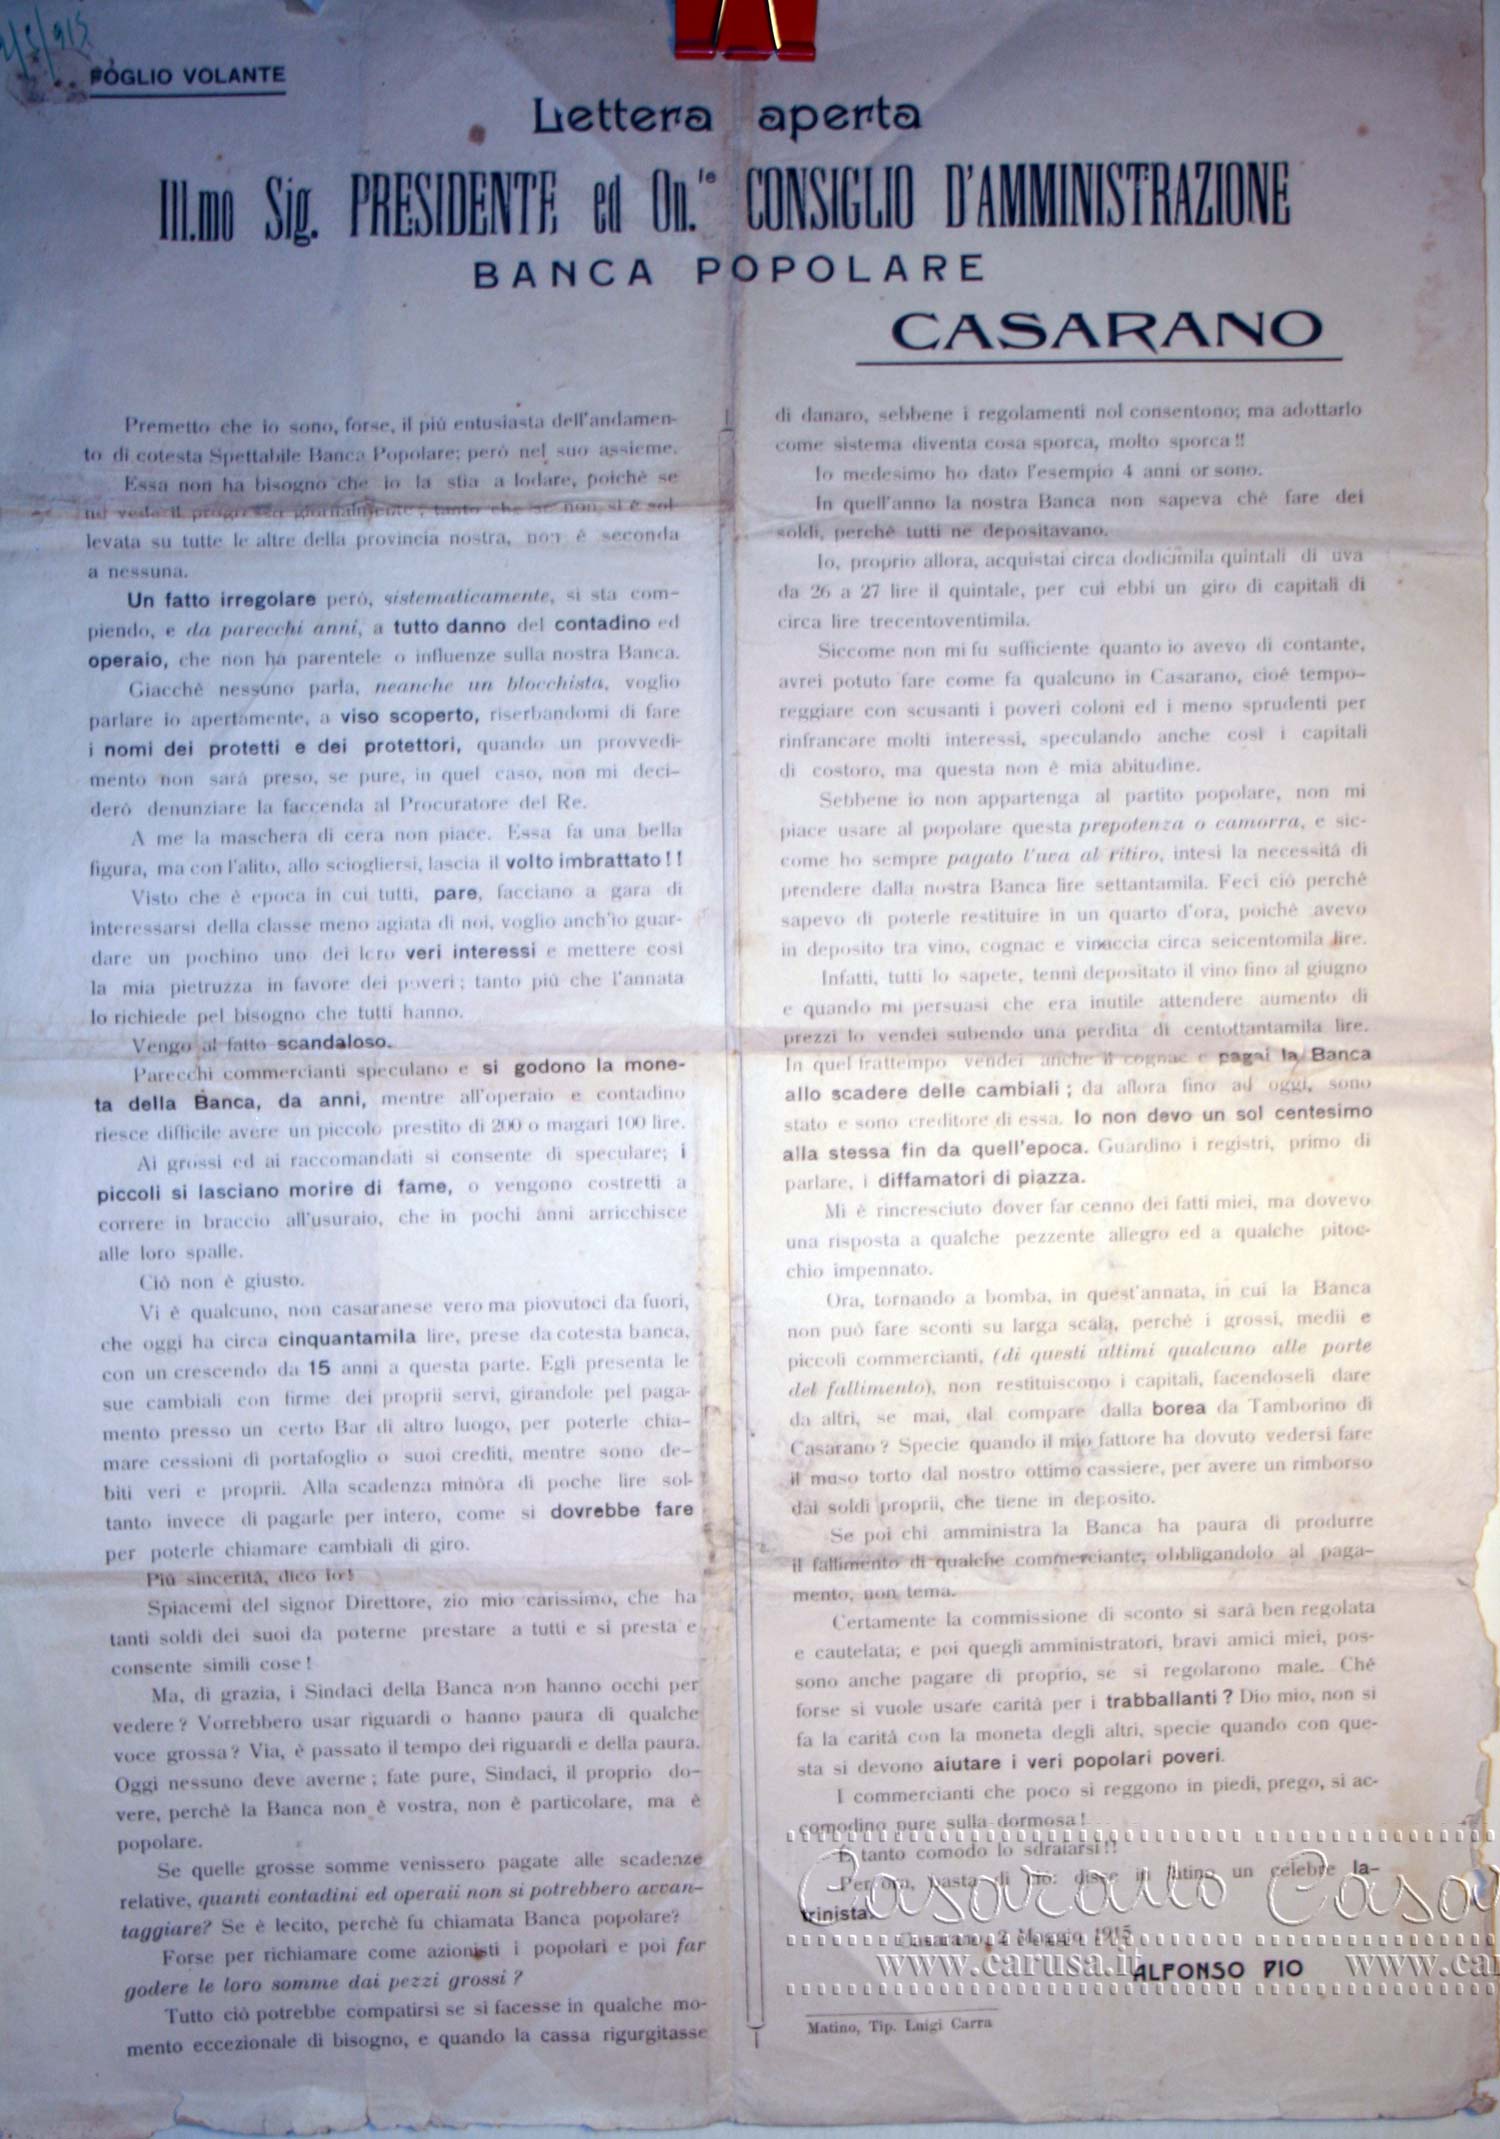 2/5/915
FOGLIO VOLANTE
Lettera aperta
Ill.mo Sig. PRESIDENTE ed On.le CONSIGLIO D'AMMINISTRAZIONE
BANCA POPOLARE
CASARANO
Premetto che io sono, forse, il più entusiasta dell'andamen-
to di cotesta Spettabile Banca Popolare; però nel suo assieme.
Essa non ha bisogno che io la stia a lodare, poichè se
ne vede il progresso giornalmente; tanto che se non si è sol-
levata su tutte le altre della provincia nostra, non è seconda
a nessuna.
Un fatto irregolare però, sistematicamente, si sta com-
piendo, e da parecchi anni, a tutto danno del contadino ed
operaio, che non ha parentele o influenze sulla nostra Banca.
Giacchè nessuno parla, neanche un blocchista, voglio
parlare io apertamente, a viso scoperto, riserbandomi di fare
i nomi dei protetti e dei protettori, quando un provvedi-
mento non sarà preso, se pure, in quel caso, non mi deci-
derò denunziare la faccenda al Procuratore del Re.
A me la maschera di cera non piace. Essa fa una bella
figura, ma con l'alito, allo sciogliersi, lascia il volto imbrattato!!
Visto che è epoca in cui tutti, pare, facciano a gara di
interessarsi della classe meno agiata di noi, voglio anch'io guar-
dare un pochino uno dei loro veri interessi e mettere così
la mia pietruzza in favore dei poveri; tanto più che l'annata
lo richiede pel bisogno che tutti hanno.
Vengo al fatto scandaloso.
Parecchi commercianti speculano e si godono la mone-
ta della Banca, da anni, mentre all'operaio e contadino
riesce difficile avere un piccolo prestito di 200 o magari 100 lire.
Ai grossi ed ai raccomandati si consente di speculare; i
piccoli si lasciano morire di fame, o vengono costretti a
correre in braccio all'usuraio, che in pochi anni arricchisce
alle loro spalle.
Ciò non è giusto.
Vi è qualcuno, non casaranese vero ma piovutoci da fuori,
che oggi ha circa cinquantamila lire, prese da cotesta banca,
con un crescendo da 15 anni a questa parte. Egli presenta le
sue cambiali con firme dei proprii servi, girandole pel paga-
mento presso un certo Bar di altro luogo, per poterle chia-
mare cessioni di portafoglio o suoi crediti, mentre sono de-
biti veri e proprii. Alla scadenza minòra di poche lire sol-
tanto invece di pagarle per intero, come si dovrebbe fare
per poterle chiamare cambiali di giro.
Più sincerità, dico Io!
Spiacemi del signor Direttore, zio mio carissimo, che ha
tanti soldi dei suoi da poterne prestare a tutti e si presta e
consente simili cose!
Ma, di grazia, i Sindaci della Banca non hanno occhi per
vedere? Vorrebbero usar riguardi o hanno paura di qualche
voce grossa? Via, è passato il tempo dei riguardi e della paura.
Oggi nessuno deve averne; fate pure, Sindaci, il proprio do-
vere, perchè la Banca non è vostra, non è particolare, ma è
popolare.
Se quelle grosse somme venissero pagate alle scadenze
relative, quanti contadini ed operaii non si potrebbero avvan-
taggiare? Se è lecito, perchè fu chiamata Banca popolare?
Forse per richiamare come azionisti i popolari e poi far
godere le loro somme dai pezzi grossi?
Tutto ciò potrebbe compatirsi se si facesse in qualche mo-
mento eccezionale di bisogno, e quando la cassa rigurgitasse
di danaro, sebbene i regolamenti nol consentono; ma adottarlo
come sistema diventa cosa sporca, molto sporca!!
Io medesimo ho dato l'esempio 4 anni or sono.
In quell'anno la nostra Banca non sapeva chè fare dei
soldi, perchè tutti ne depositavano.
Io, proprio allora, acquistai circa dodicimila quintali di uva
da 26 a 27 lire il quintale, per cui ebbi un giro di capitali di
circa lire trecentoventimila.
Siccome non mi fu sufficiente quanto io avevo di contante,
avrei potuto fare come fa qualcuno in Casarano, cioè tempo-
reggiare con scusanti i poveri coloni ed i meno sprudenti per
rinfrancare molti interessi, speculando anche così i capitali
di costoro, ma questa non è mia abitudine.
Sebbene io non appartenga al partito popolare, non mi
piace usare al popolare questa prepotenza o camorra, e sic-
come ho sempre pagato l'uva al ritiro, intesi la necessità di
prendere dalla nostra Banca lire settantamila. Feci ciò perchè
sapevo di poterle restituire in un quarto d'ora, poichè avevo
in deposito tra vino, cognac e vinaccia circa seicentomila lire.
Infatti, tutti lo sapete, tenni depositato il vino fino al giugno
e quando mi persuasi che era inutile attendere aumento di
prezzi lo vendei subendo una perdita di centottantamila lire.
In quel frattempo vendei anche il cognac e pagai la Banca
allo scadere delle cambiali; da allora fino ad oggi, sono
stato e sono creditore di essa. Io non devo un sol centesimo
alla stessa fin da quell'epoca. Guardino i registri, primo di
parlare, i diffamatori di piazza.
Mi è rincresciuto dover far cenno dei fatti miei, ma dovevo
una risposta a qualche pezzente allegro ed a qualche pitoc-
chio impennato.
Ora, tornando a bomba, in quest'annata, in cui la Banca
non può fare sconti su larga scala, perchè i grossi, medii e
piccoli commercianti, (di questi ultimi qualcuno alle porte
del fallimento), non restituiscono i capitali, facendoseli dare
da altri, se mai, dal compare dalla borea da Tamborino di
Casarano? Specie quando il mio fattore ha dovuto vedersi fare
il muso torto dal nostro ottimo cassiere, per avere un rimborso
dai soldi proprii, che tiene in deposito.
Se poi chi amministra la Banca ha paura di produrre
il fallimento di qualche commerciante, obbligandolo al paga-
mento, non tema.
Certamente la commissione di sconto si sarà ben regolata
e cautelata; e poi quegli amministratori, bravi amici miei, pos-
sono anche pagare di proprio, se si regolarono male. Chè
forse si vuole usare carità per i trabballanti? Dio mio, non si
fa la carità con la moneta degli altri, specie quando con que-
sta si devono aiutare i veri popolari poveri.
I commercianti che poco si reggono in piedi, prego, si ac-
comodino pure sulla dormosa!
È tanto comodo lo sdraiarsi!!
Per ora, basta di ciò: disse in latino un celebre la-
trinista.
Casarano, 2 Maggio 1915
ALFONSO PIO
Matino, Tip. Luigi Carra
Casarano Casar
www.carusa.it www.ca